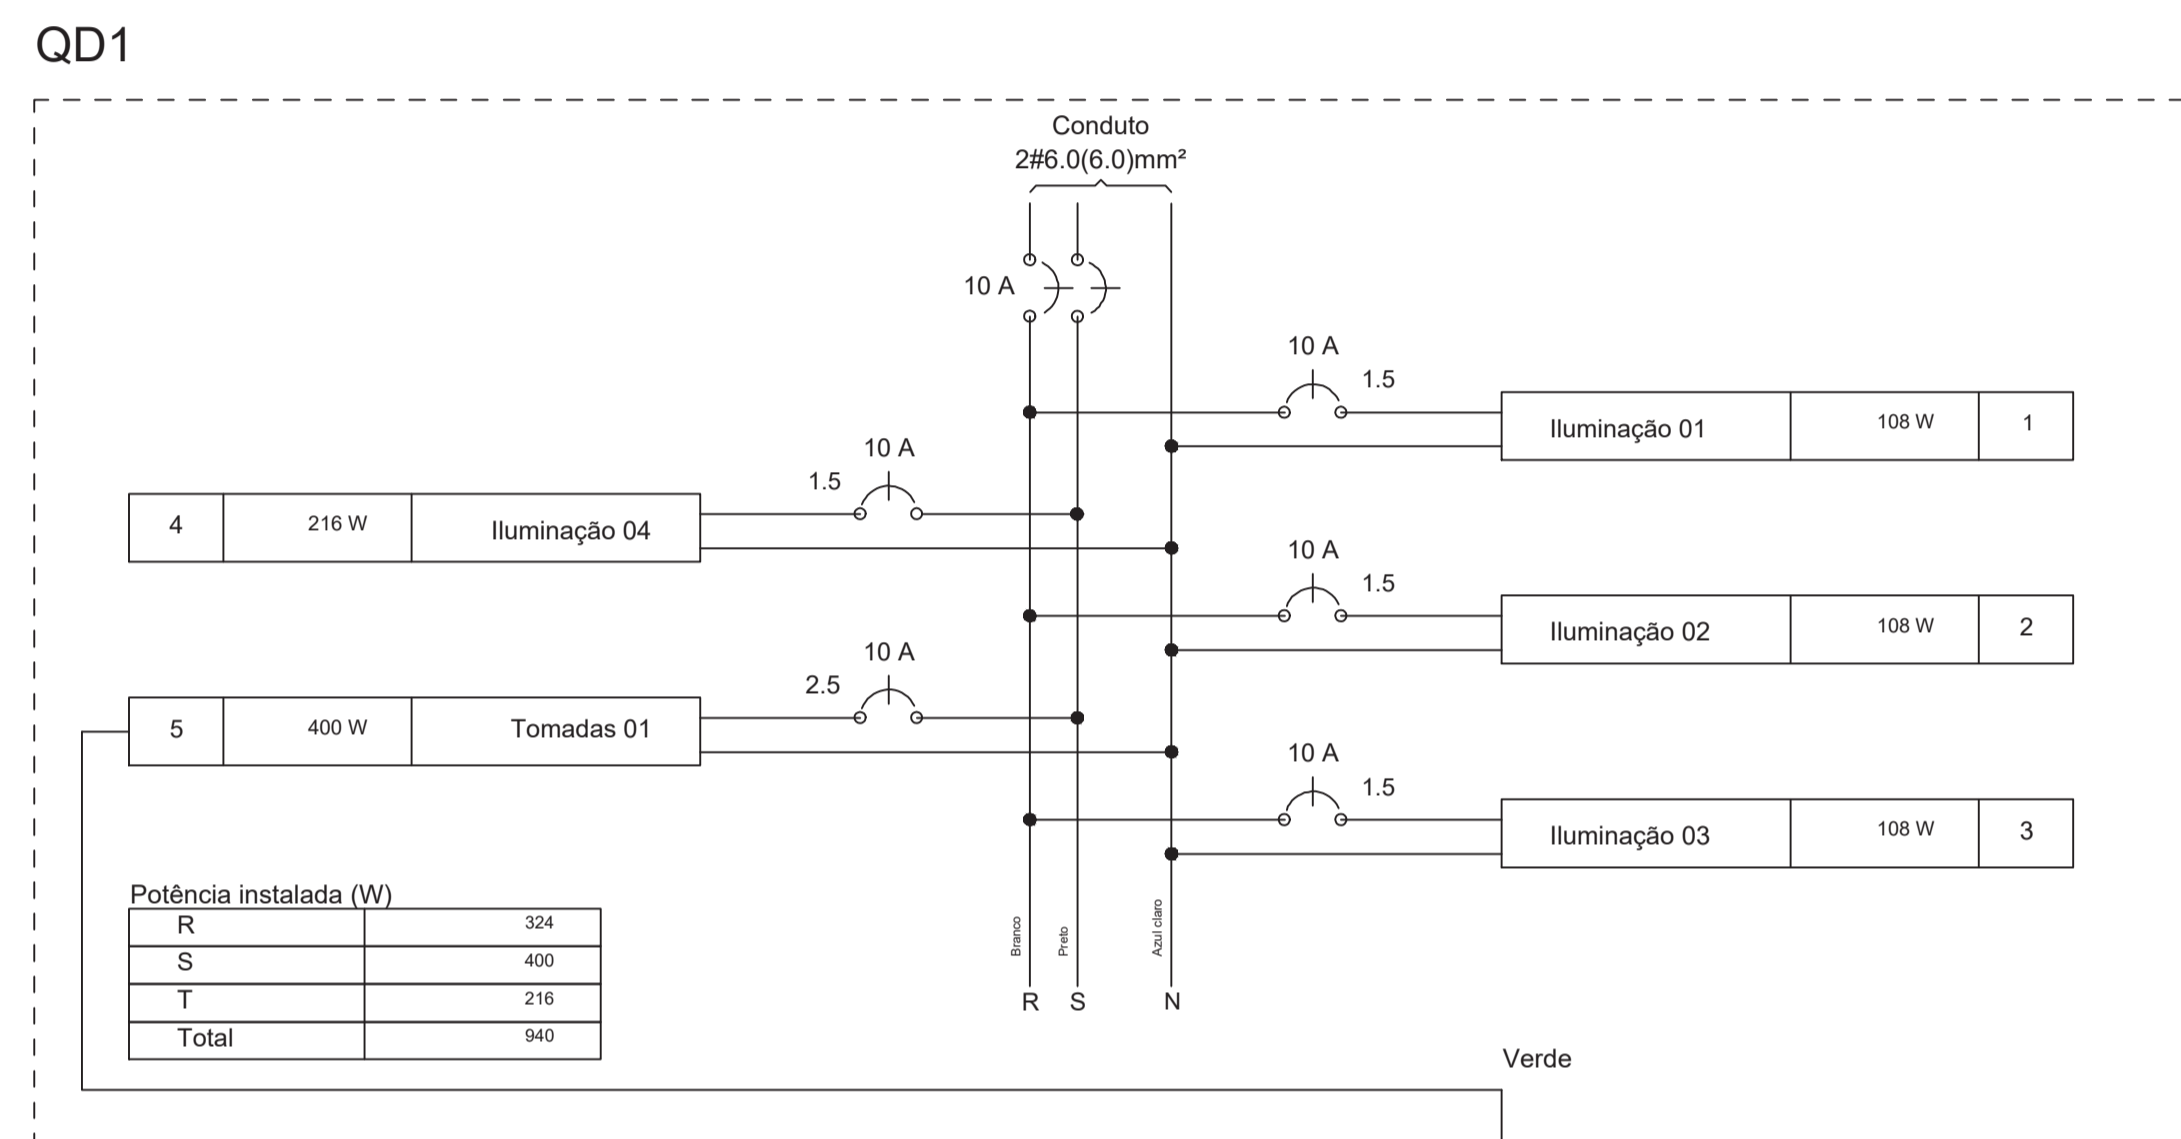 QD1
Conduto
2#6.0(6.0)mm²
10 A
10 A
1.5
Iluminação 01
108 W
1
10 A
1.5
4
216 W
Iluminação 04
10 A
1.5
Iluminação 02
108 W
2
10 A
2.5
5
400 W
Tomadas 01
10 A
1.5
Iluminação 03
108 W
3
Potência instalada (W)
R 324
S 400
T 216
Total 940
Branco
Preto
Azul claro
R S N
Verde